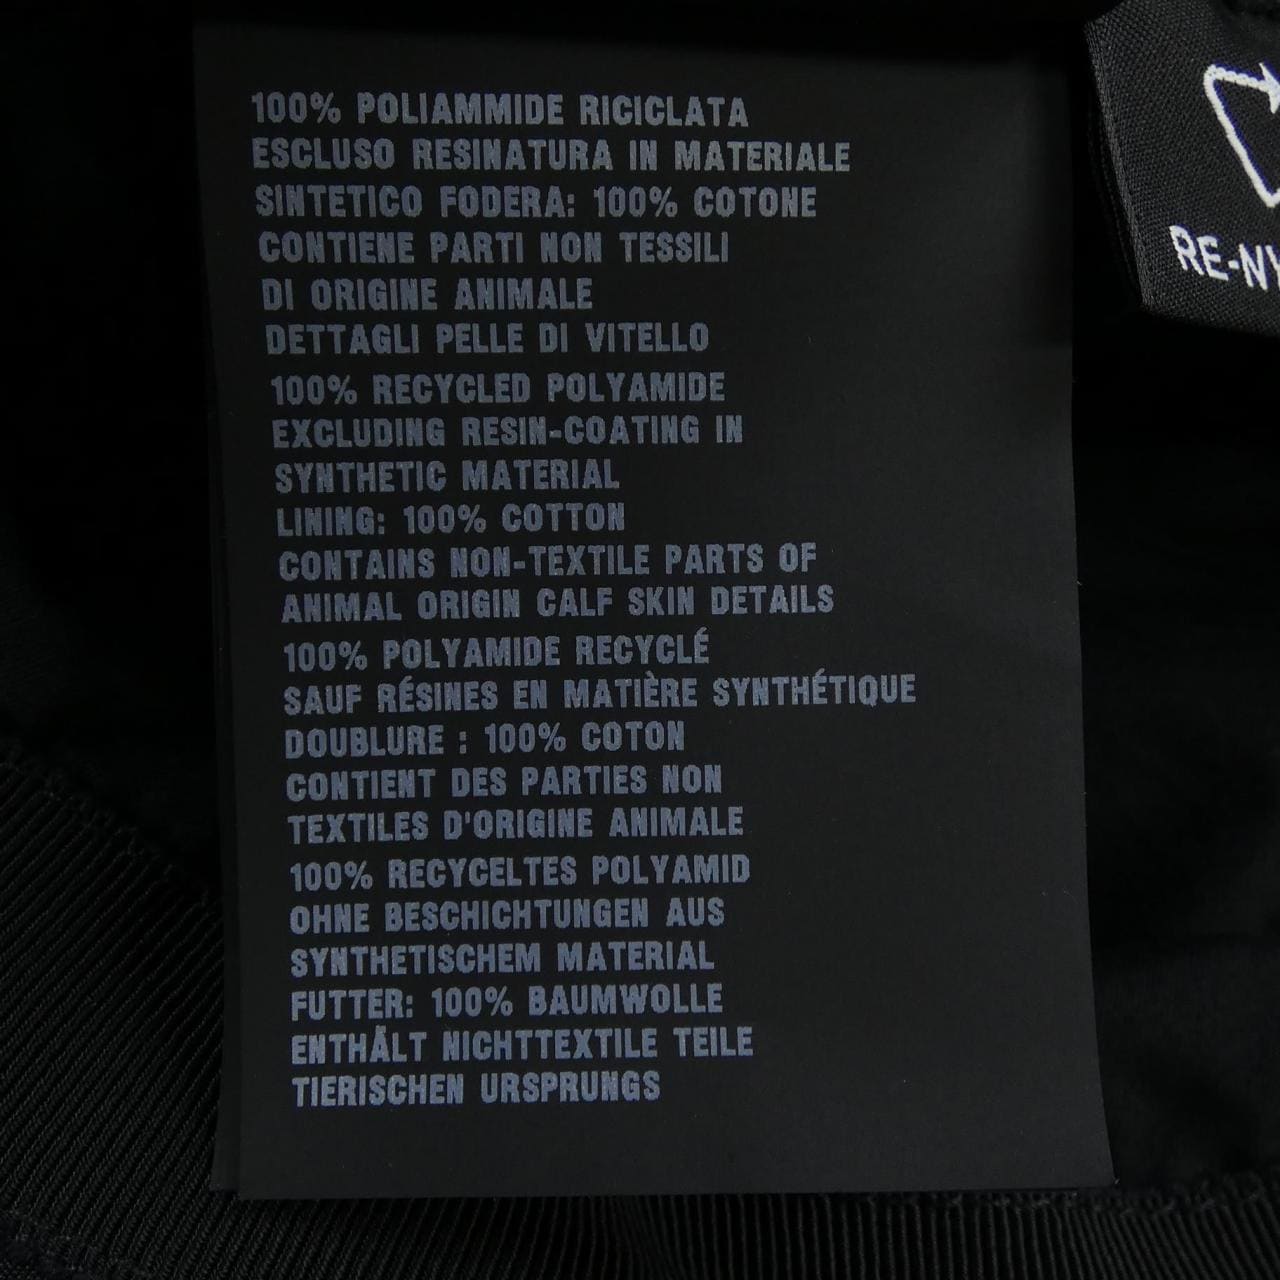 100% POLIAMMIDE RICICLATA
ESCLUSO RESINATURA IN MATERIALE
SINTETICO FODERA: 100% COTONE
CONTIENE PARTI NON TESSILI
DI ORIGINE ANIMALE
DETTAGLI PELLE DI VITELLO
100% RECYCLED POLYAMIDE
EXCLUDING RESIN-COATING IN
SYNTHETIC MATERIAL
LINING: 100% COTTON
CONTAINS NON-TEXTILE PARTS OF
ANIMAL ORIGIN CALF SKIN DETAILS
100% POLYAMIDE RECYCLÉ
SAUF RÉSINES EN MATIÈRE SYNTHÉTIQUE
DOUBLURE : 100% COTON
CONTIENT DES PARTIES NON
TEXTILES D'ORIGINE ANIMALE
100% RECYCELTES POLYAMID
OHNE BESCHICHTUNGEN AUS
SYNTHETISCHEM MATERIAL
FUTTER: 100% BAUMWOLLE
ENTHÄLT NICHTTEXTILE TEILE
TIERISCHEN URSPRUNGS